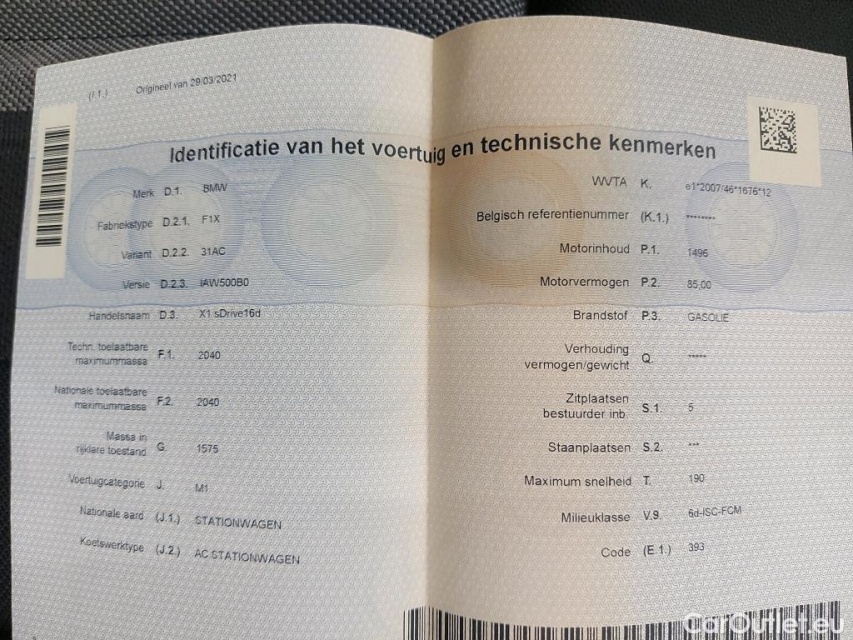 (I.1.) Origineel van 29/03/2021
Identificatie van het voertuig en technische kenmerken
Merk D.1. BMW
Fabriekstype D.2.1. F1X
Variant D.2.2. 31AC
Versie D.2.3. IAW500B0
Handelsnaam D.3. X1 sDrive16d
Techn. toelaatbare
maximummassa F.1. 2040
Nationale toelaatbare
maximummassa F.2. 2040
Massa in
rijklare toestand G. 1575
Voertuigcategorie J. M1
Nationale aard (J.1.) STATIONWAGEN
Koetswerktype (J.2.) AC STATIONWAGEN
WVTA K. e1*2007/46*1676*12
Belgisch referentienummer (K.1.) ********
Motorinhoud P.1. 1496
Motorvermogen P.2. 85,00
Brandstof P.3. GASOLIE
Verhouding
vermogen/gewicht Q. *****
Zitplaatsen
bestuurder inb. S.1. 5
Staanplaatsen S.2. ***
Maximum snelheid T. 190
Milieuklasse V.9. 6d-ISC-FCM
Code (E.1.) 393
CarOutlet.eu